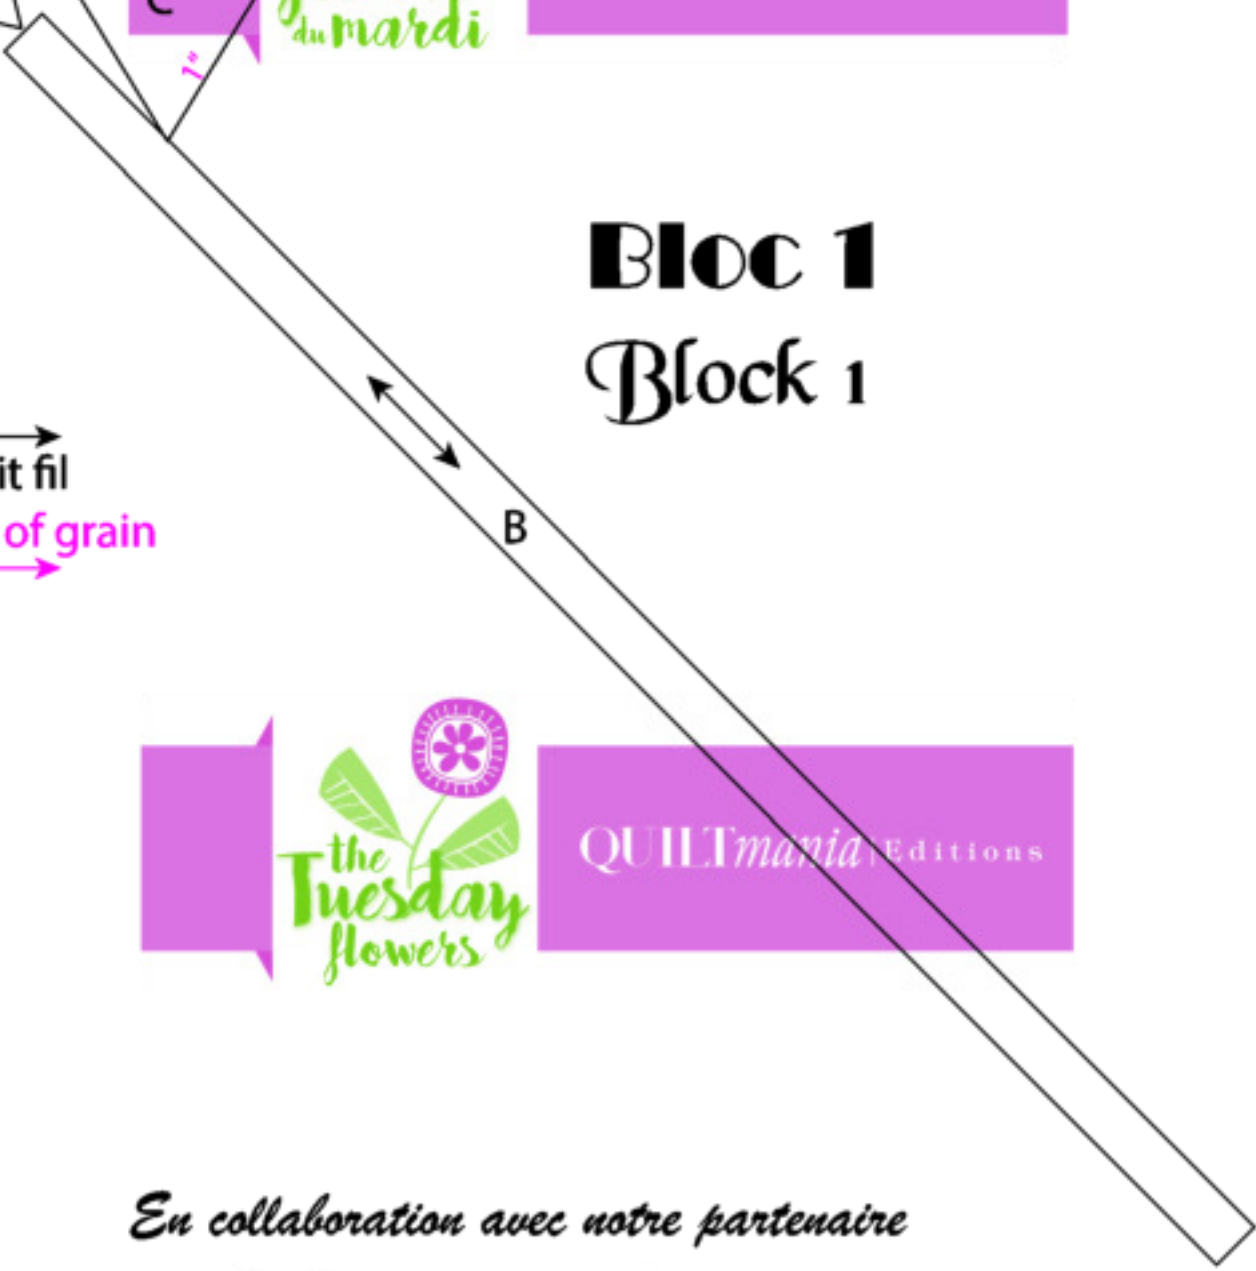 C
du mardi
1"
Bloc 1
Block 1
it fil
of grain
B
the
Tuesday
flowers
QUILTmania | Editions
En collaboration avec notre partenaire